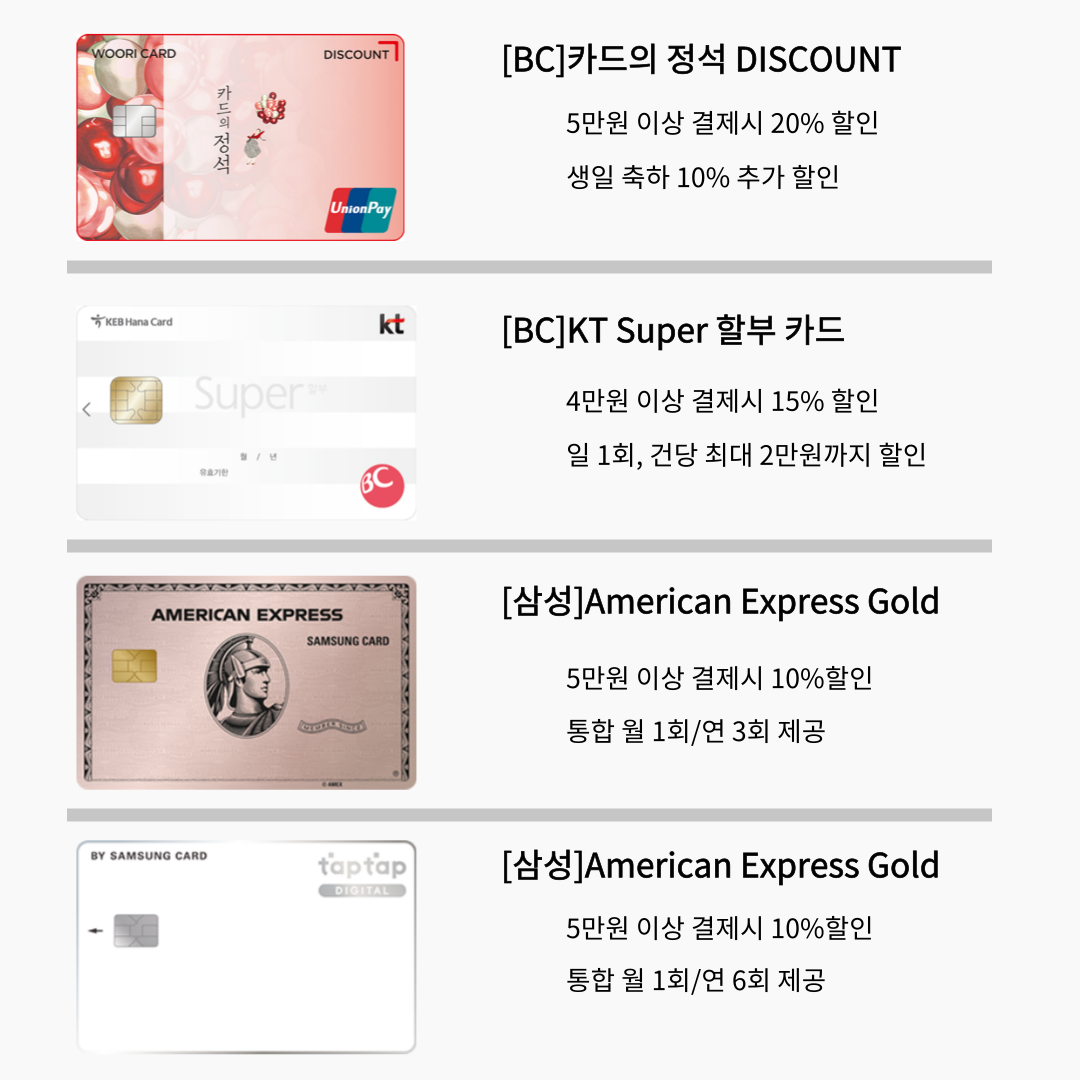 WOORI CARD
DISCOUNT
카드의정석
UnionPay
[BC]카드의 정석 DISCOUNT
5만원 이상 결제시 20% 할인
생일 축하 10% 추가 할인
KEB Hana Card
kt
Super 할부
월 / 년
유효기한
BC
[BC]KT Super 할부 카드
4만원 이상 결제시 15% 할인
일 1회, 건당 최대 2만원까지 할인
AMERICAN EXPRESS
SAMSUNG CARD
MEMBER SINCE
© AMEX
[삼성]American Express Gold
5만원 이상 결제시 10%할인
통합 월 1회/연 3회 제공
BY SAMSUNG CARD
taptap
DIGITAL
[삼성]American Express Gold
5만원 이상 결제시 10%할인
통합 월 1회/연 6회 제공